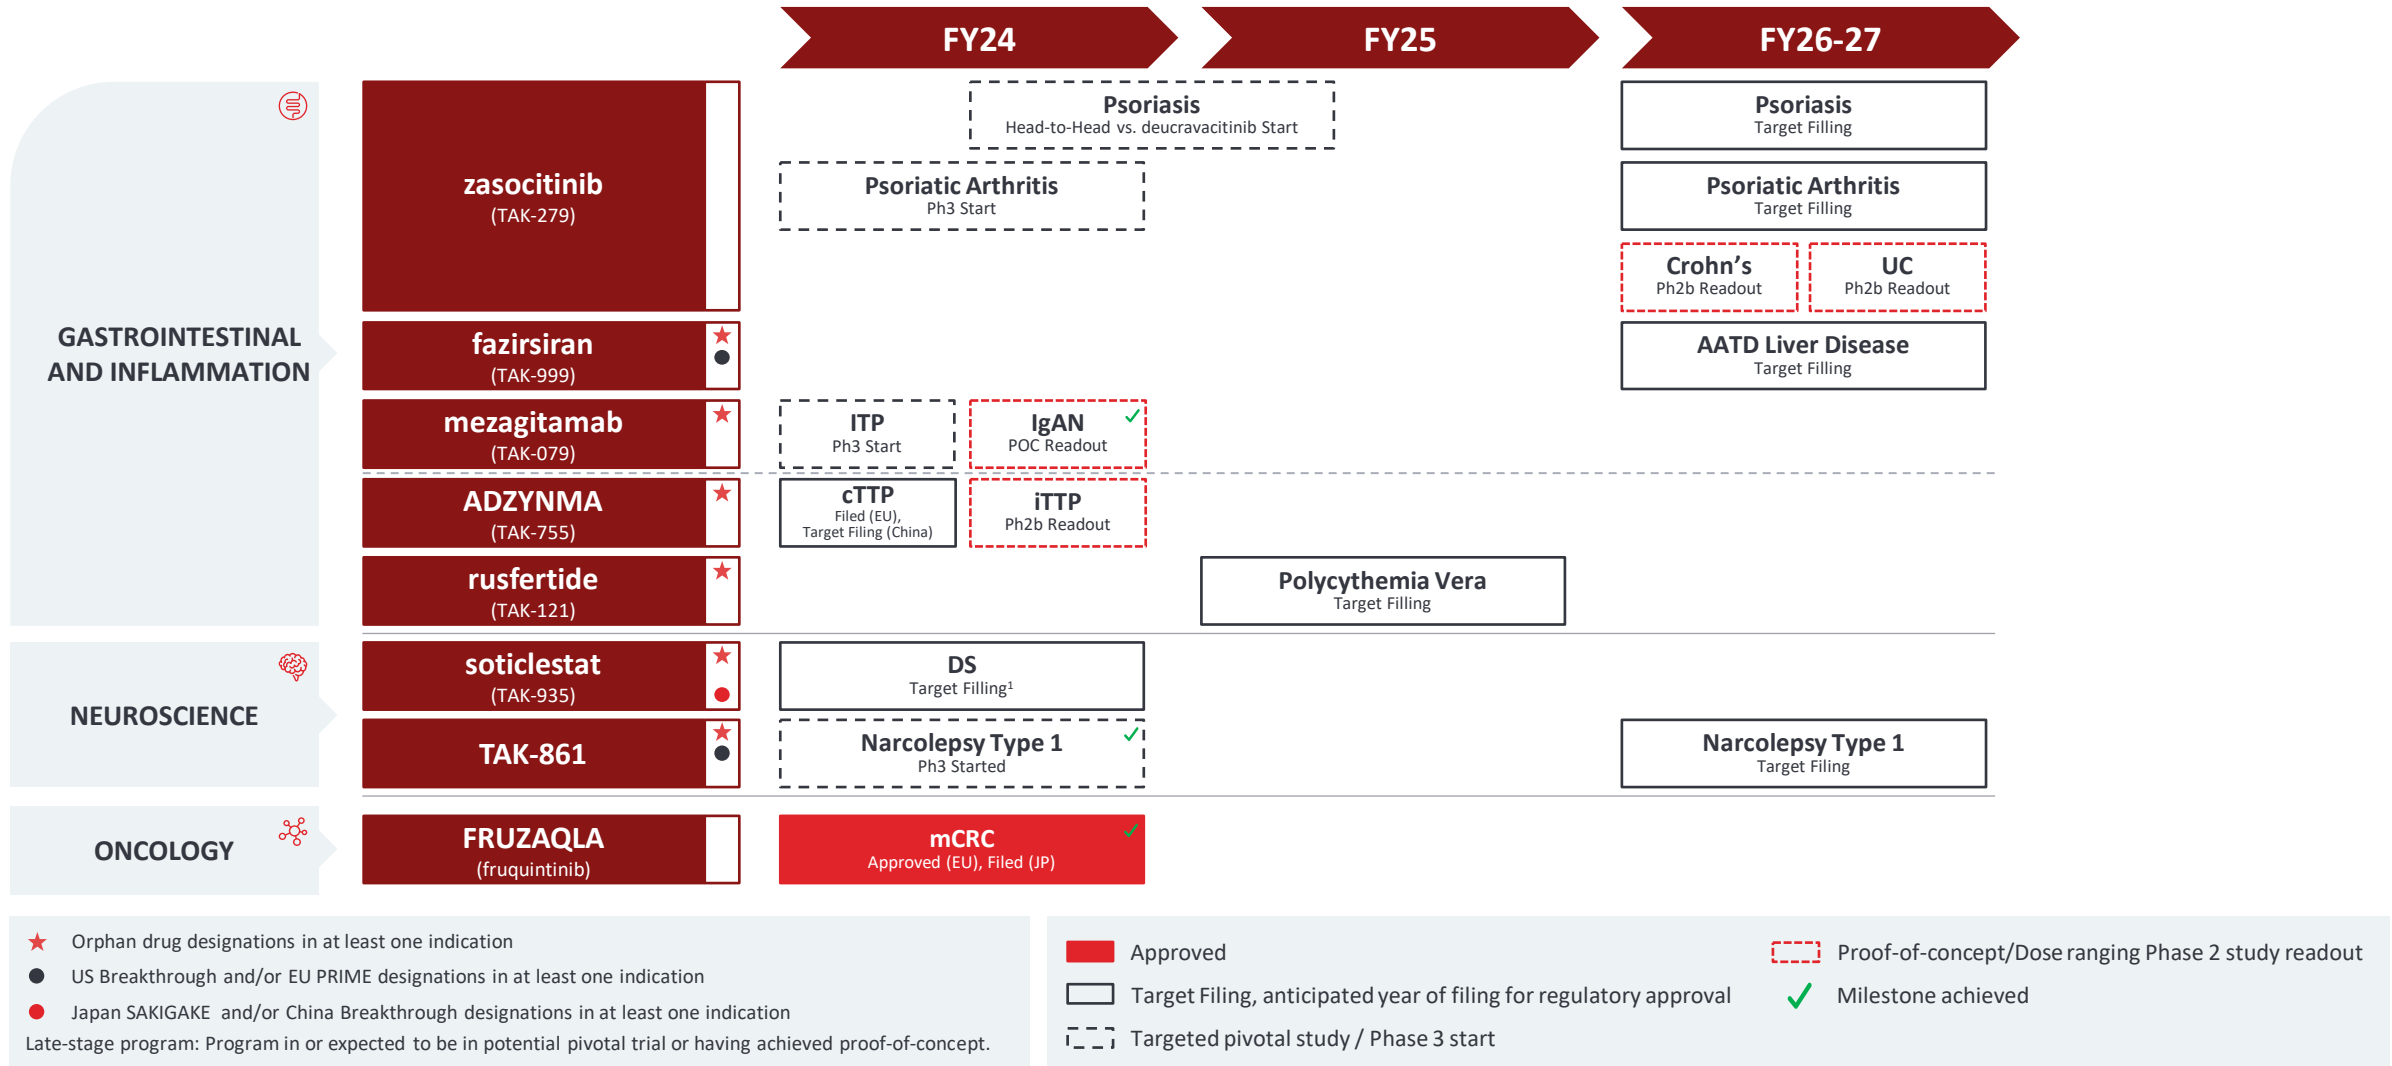 FY24
FY25
FY26-27
GASTROINTESTINAL
AND INFLAMMATION
zasocitinib
(TAK-279)
Psoriasis
Head-to-Head vs. deucravacitinib Start
Psoriasis
Target Filling
Psoriatic Arthritis
Ph3 Start
Psoriatic Arthritis
Target Filling
Crohn's
Ph2b Readout
UC
Ph2b Readout
fazirsiran
(TAK-999)
AATD Liver Disease
Target Filling
mezagitamab
(TAK-079)
ITP
Ph3 Start
IgAN
POC Readout
ADZYNMA
(TAK-755)
cTTP
Filed (EU),
Target Filing (China)
iTTP
Ph2b Readout
rusfertide
(TAK-121)
Polycythemia Vera
Target Filling
NEUROSCIENCE
soticlestat
(TAK-935)
DS
Target Filling¹
TAK-861
Narcolepsy Type 1
Ph3 Started
Narcolepsy Type 1
Target Filing
ONCOLOGY
FRUZAQLA
(fruquintinib)
mCRC
Approved (EU), Filed (JP)
Orphan drug designations in at least one indication
US Breakthrough and/or EU PRIME designations in at least one indication
Japan SAKIGAKE and/or China Breakthrough designations in at least one indication
Late-stage program: Program in or expected to be in potential pivotal trial or having achieved proof-of-concept.
Approved
Target Filing, anticipated year of filing for regulatory approval
Targeted pivotal study / Phase 3 start
Proof-of-concept/Dose ranging Phase 2 study readout
Milestone achieved